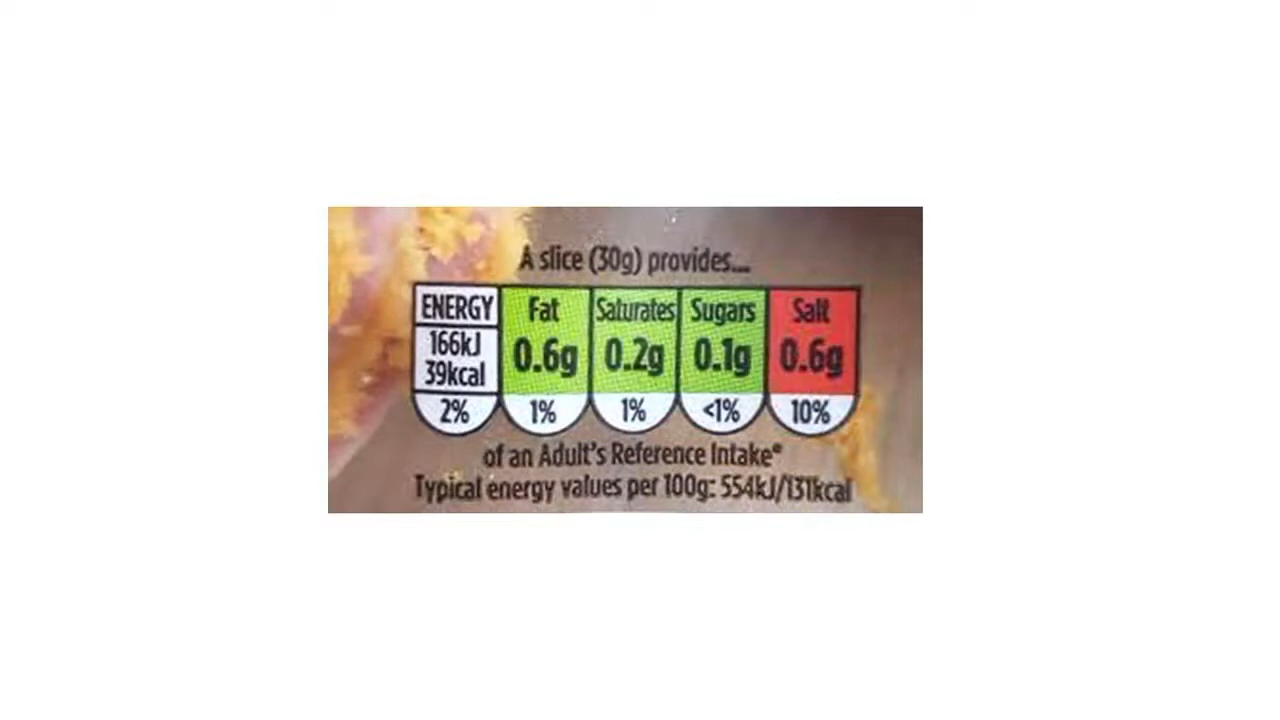 A slice (30g) provides...
ENERGY Fat Saturates Sugars Salt
166kJ 0.6g 0.2g 0.1g 0.6g
39kcal
2% 1% 1% <1% 10%
of an Adult's Reference Intake*
Typical energy values per 100g: 554kJ/131kcal